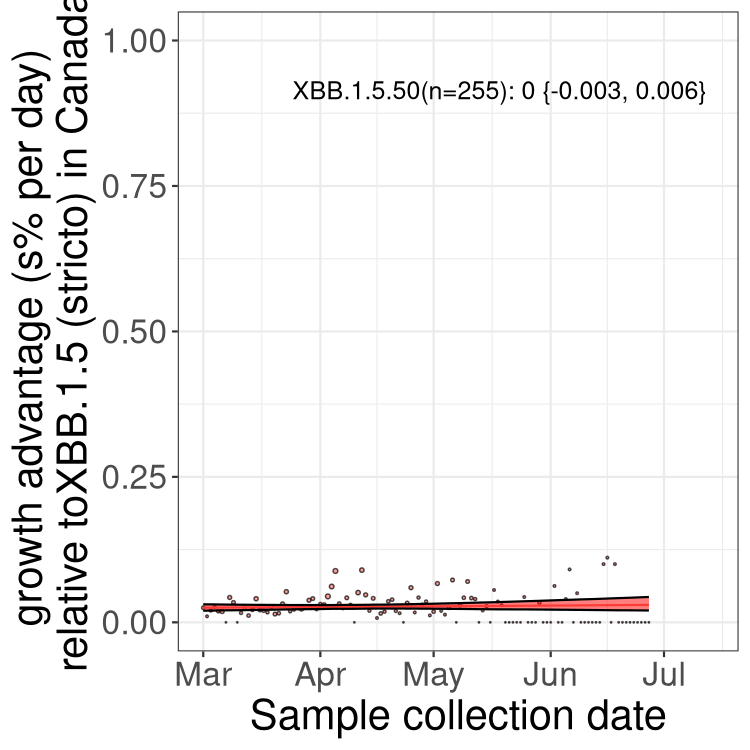 growth advantage (s% per day)
relative toXBB.1.5 (stricto) in Canada
1.00
0.75
0.50
0.25
0.00
XBB.1.5.50(n=255): 0 {-0.003, 0.006}
Mar Apr May Jun Jul
Sample collection date